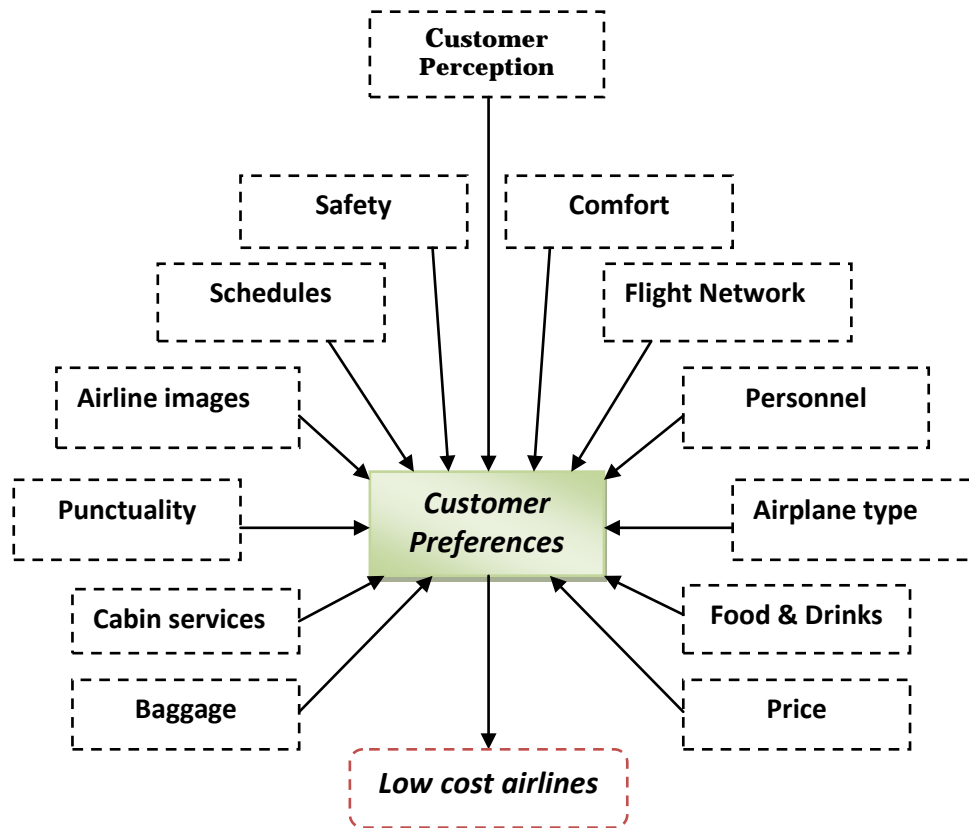 Customer
Perception
Safety
Comfort
Schedules
Flight Network
Airline images
Personnel
Customer
Preferences
Punctuality
Airplane type
Cabin services
Food & Drinks
Baggage
Price
Low cost airlines